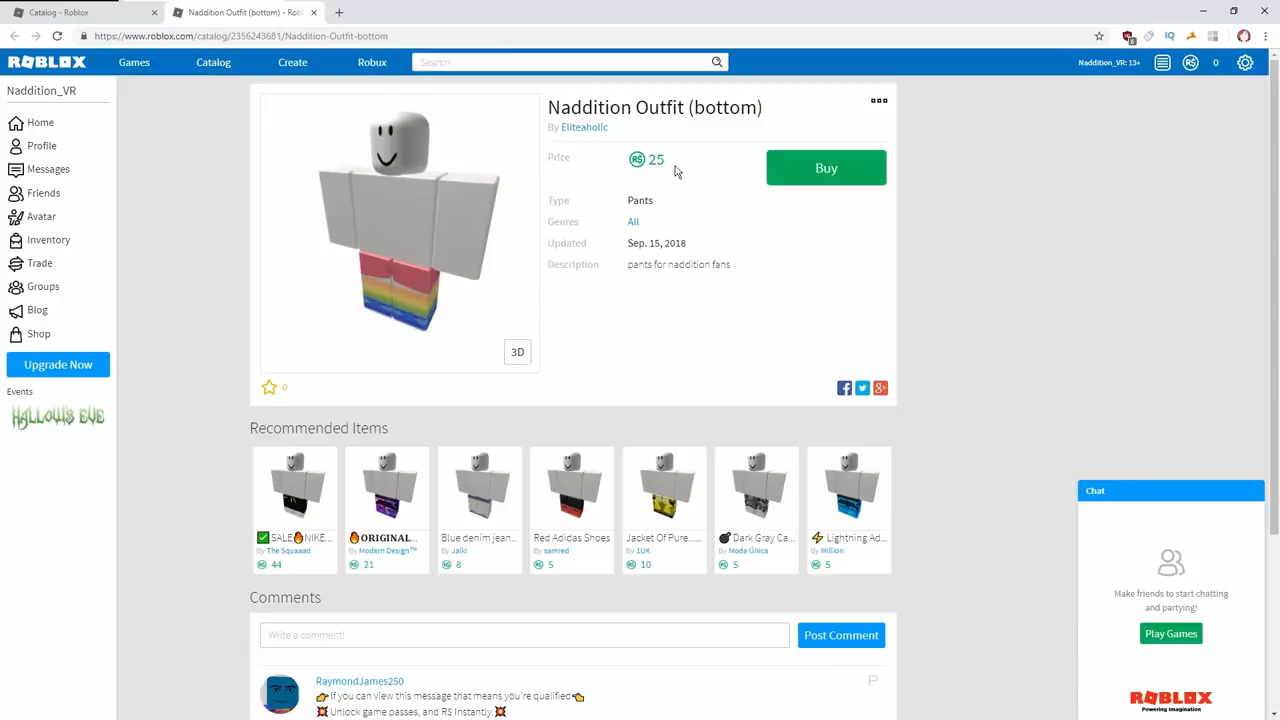 Catalog - Roblox
Naddition Outfit (bottom) - Rob
https://www.roblox.com/catalog/2356243681/Naddition-Outfit-bottom
IQ
6
ROBLOX
Games
Catalog
Create
Robux
Search
Naddition_VR: 13+
R$
0
Naddition_VR
Home
Profile
Messages
Friends
Avatar
Inventory
Trade
Groups
Blog
Shop
Upgrade Now
Events
HALLOWS EVE
3D
0
Naddition Outfit (bottom)
By Eliteaholic
Price
R$ 25
Buy
Type
Pants
Genres
All
Updated
Sep. 15, 2018
Description
pants for naddition fans
Recommended Items
✅SALE🔥NIKE...
By The Squaaad
R$ 44
🔥ORIGINAL...
By Modern Design™
R$ 21
Blue denim jean...
By Jalki
R$ 8
Red Adidas Shoes
By samred
R$ 5
Jacket Of Pure......
By 1UK
R$ 10
💣 Dark Gray Ca...
By Moda Única
R$ 5
⚡ Lightning Ad...
By Million
R$ 5
Comments
Write a comment!
Post Comment
RaymondJames250
👉If you can view this message that means you're qualified👈
💥Unlock game passes, and R$ Instantly.💥
Chat
Make friends to start chatting
and partying!
Play Games
ROBLOX
Powering Imagination